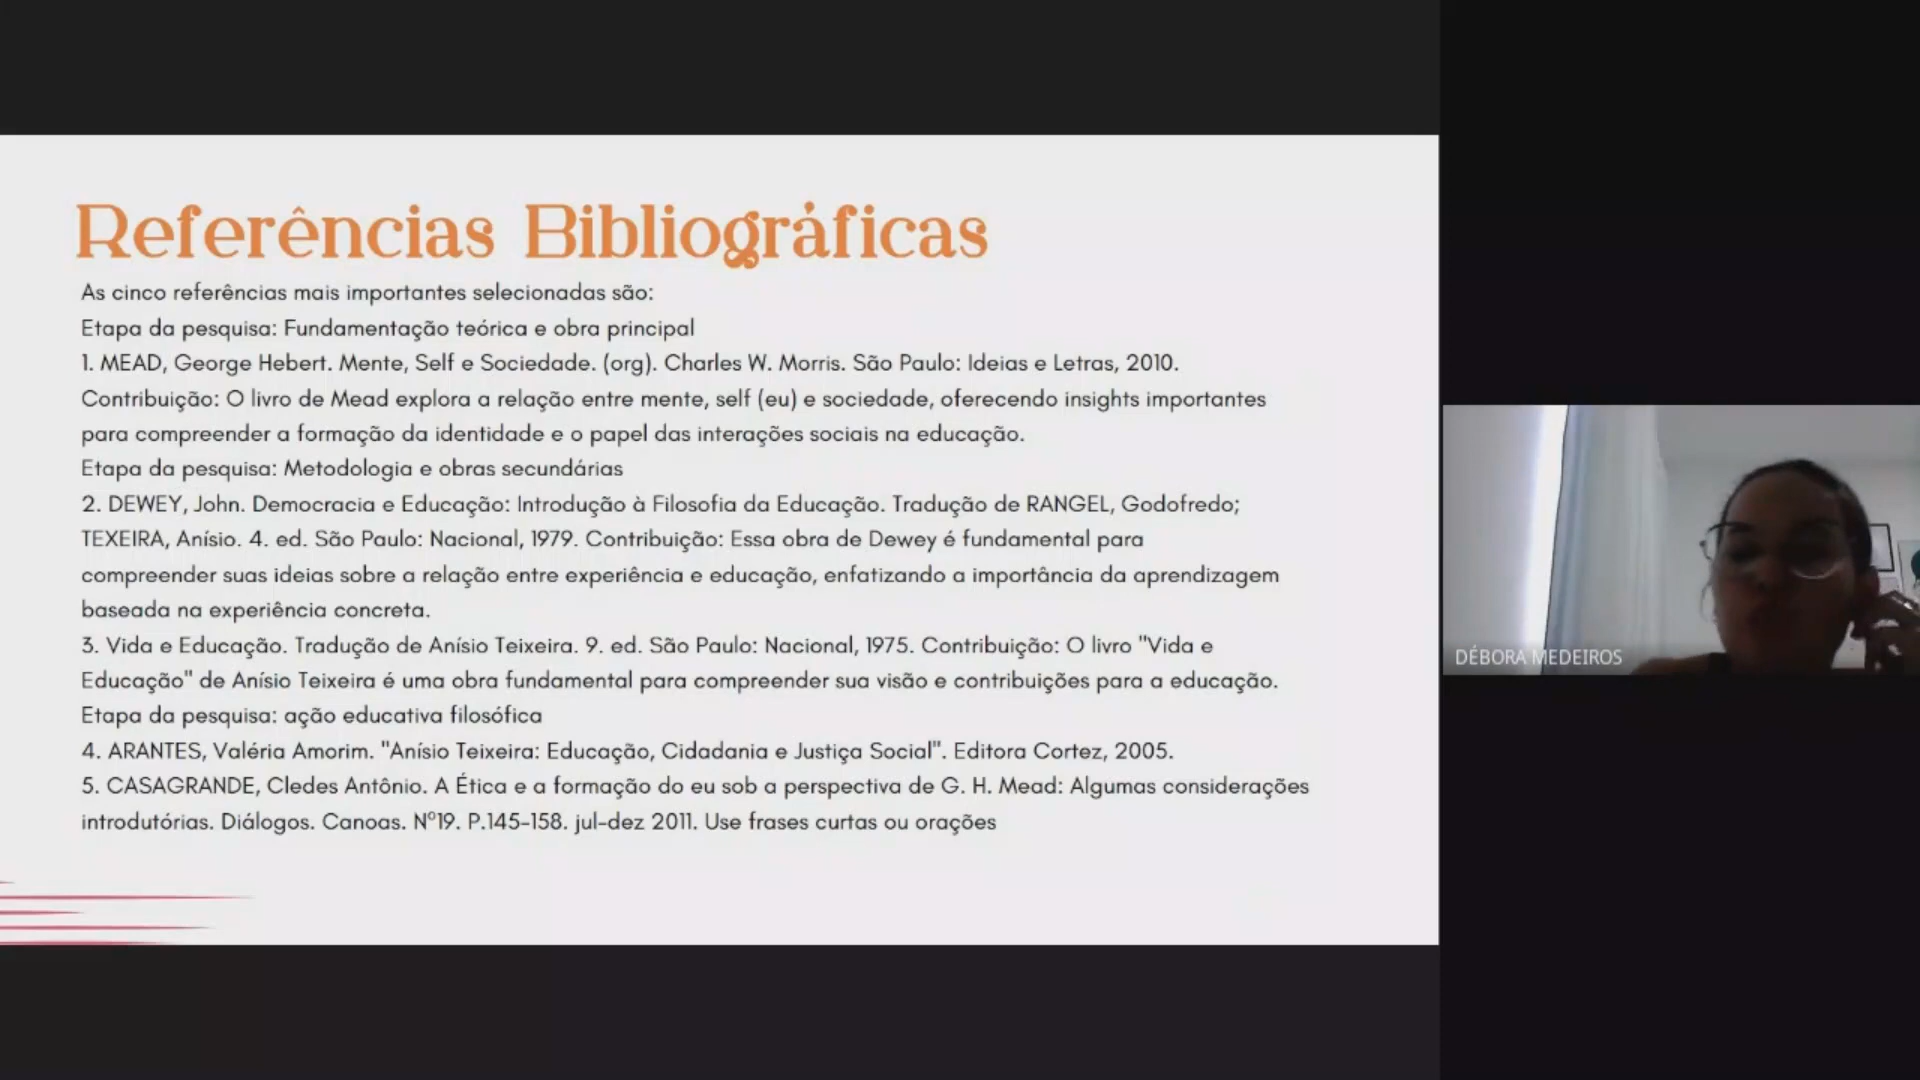 Referências Bibliográficas
As cinco referências mais importantes selecionadas são:
Etapa da pesquisa: Fundamentação teórica e obra principal
1. MEAD, George Hebert. Mente, Self e Sociedade. (org). Charles W. Morris. São Paulo: Ideias e Letras, 2010.
Contribuição: O livro de Mead explora a relação entre mente, self (eu) e sociedade, oferecendo insights importantes
para compreender a formação da identidade e o papel das interações sociais na educação.
Etapa da pesquisa: Metodologia e obras secundárias
2. DEWEY, John. Democracia e Educação: Introdução à Filosofia da Educação. Tradução de RANGEL, Godofredo;
TEXEIRA, Anísio. 4. ed. São Paulo: Nacional, 1979. Contribuição: Essa obra de Dewey é fundamental para
compreender suas ideias sobre a relação entre experiência e educação, enfatizando a importância da aprendizagem
baseada na experiência concreta.
3. Vida e Educação. Tradução de Anísio Teixeira. 9. ed. São Paulo: Nacional, 1975. Contribuição: O livro "Vida e
Educação" de Anísio Teixeira é uma obra fundamental para compreender sua visão e contribuições para a educação.
Etapa da pesquisa: ação educativa filosófica
4. ARANTES, Valéria Amorim. "Anísio Teixeira: Educação, Cidadania e Justiça Social". Editora Cortez, 2005.
5. CASAGRANDE, Cledes Antônio. A Ética e a formação do eu sob a perspectiva de G. H. Mead: Algumas considerações
introdutórias. Diálogos. Canoas. Nº19. P.145-158. jul-dez 2011. Use frases curtas ou orações
DÉBORA MEDEIROS